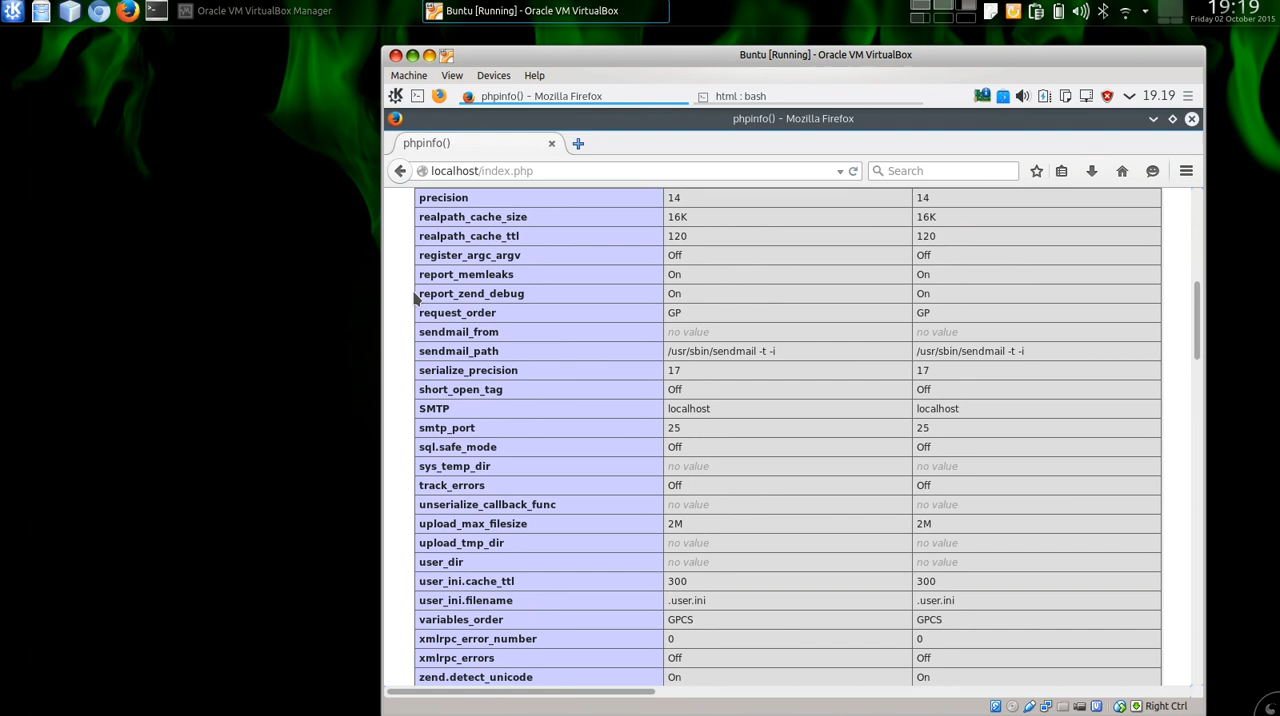 Oracle VM VirtualBox Manager
Buntu [Running] - Oracle VM VirtualBox
19:19
Friday 02 October 2015
Buntu [Running] - Oracle VM VirtualBox
Machine View Devices Help
phpinfo() - Mozilla Firefox
html : bash
19.19
phpinfo() - Mozilla Firefox
phpinfo()
localhost/index.php
Search
precision 14 14
realpath_cache_size 16K 16K
realpath_cache_ttl 120 120
register_argc_argv Off Off
report_memleaks On On
report_zend_debug On On
request_order GP GP
sendmail_from no value no value
sendmail_path /usr/sbin/sendmail -t -i /usr/sbin/sendmail -t -i
serialize_precision 17 17
short_open_tag Off Off
SMTP localhost localhost
smtp_port 25 25
sql.safe_mode Off Off
sys_temp_dir no value no value
track_errors Off Off
unserialize_callback_func no value no value
upload_max_filesize 2M 2M
upload_tmp_dir no value no value
user_dir no value no value
user_ini.cache_ttl 300 300
user_ini.filename .user.ini .user.ini
variables_order GPCS GPCS
xmlrpc_error_number 0 0
xmlrpc_errors Off Off
zend.detect_unicode On On
Right Ctrl